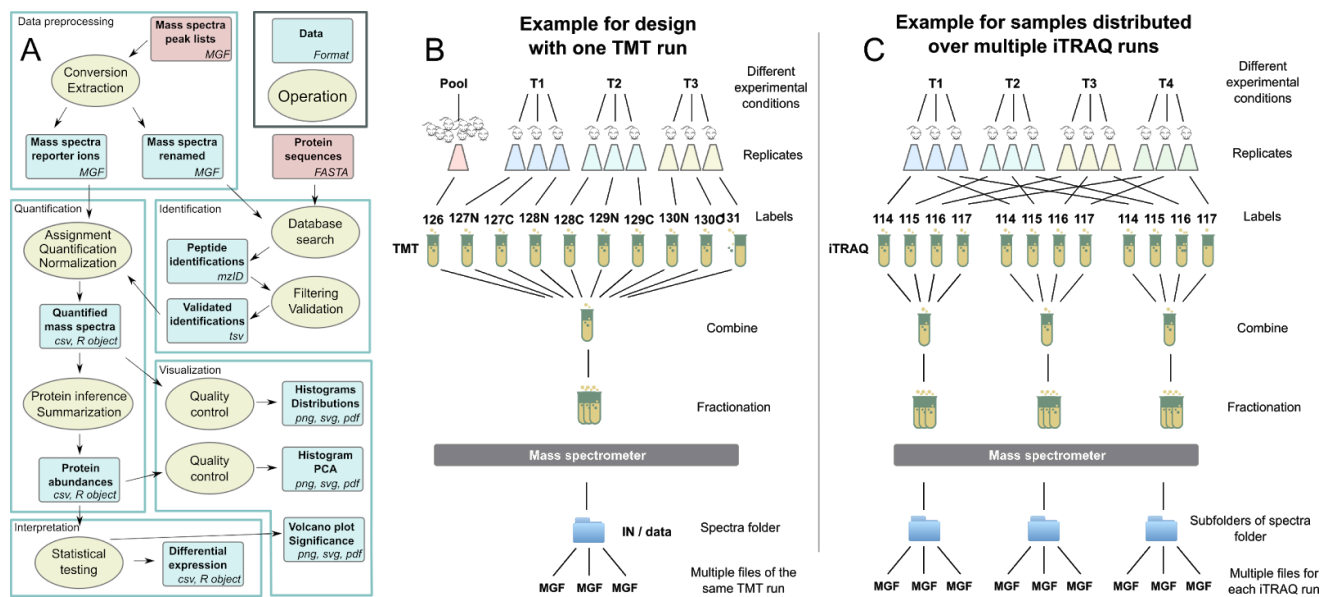 A
Data preprocessing
Mass spectra
peak lists
MGF
Conversion
Extraction
Mass spectra
reporter ions
MGF
Mass spectra
renamed
MGF
Data
Format
Operation
Protein
sequences
FASTA
Quantification
Assignment
Quantification
Normalization
Quantified
mass spectra
csv, R object
Protein inference
Summarization
Protein
abundances
csv, R object
Identification
Database
search
Peptide
identifications
mzID
Filtering
Validation
Validated
identifications
tsv
Visualization
Quality
control
Histograms
Distributions
png, svg, pdf
Quality
control
Histogram
PCA
png, svg, pdf
Volcano plot
Significance
png, svg, pdf
Interpretation
Statistical
testing
Differential
expression
csv, R object
B
Example for design
with one TMT run
Pool T1 T2 T3
Different
experimental
conditions
Replicates
126 127N 127C 128N 128C 129N 129C 130N 130C 131
Labels
TMT
Combine
Fractionation
Mass spectrometer
IN / data
Spectra folder
MGF MGF MGF
Multiple files of the
same TMT run
C
Example for samples distributed
over multiple iTRAQ runs
T1 T2 T3 T4
Different
experimental
conditions
Replicates
114 115 116 117 114 115 116 117 114 115 116 117
Labels
iTRAQ
Combine
Fractionation
Mass spectrometer
Subfolders of spectra
folder
MGF MGF MGF MGF MGF MGF MGF MGF MGF
Multiple files for
each iTRAQ run